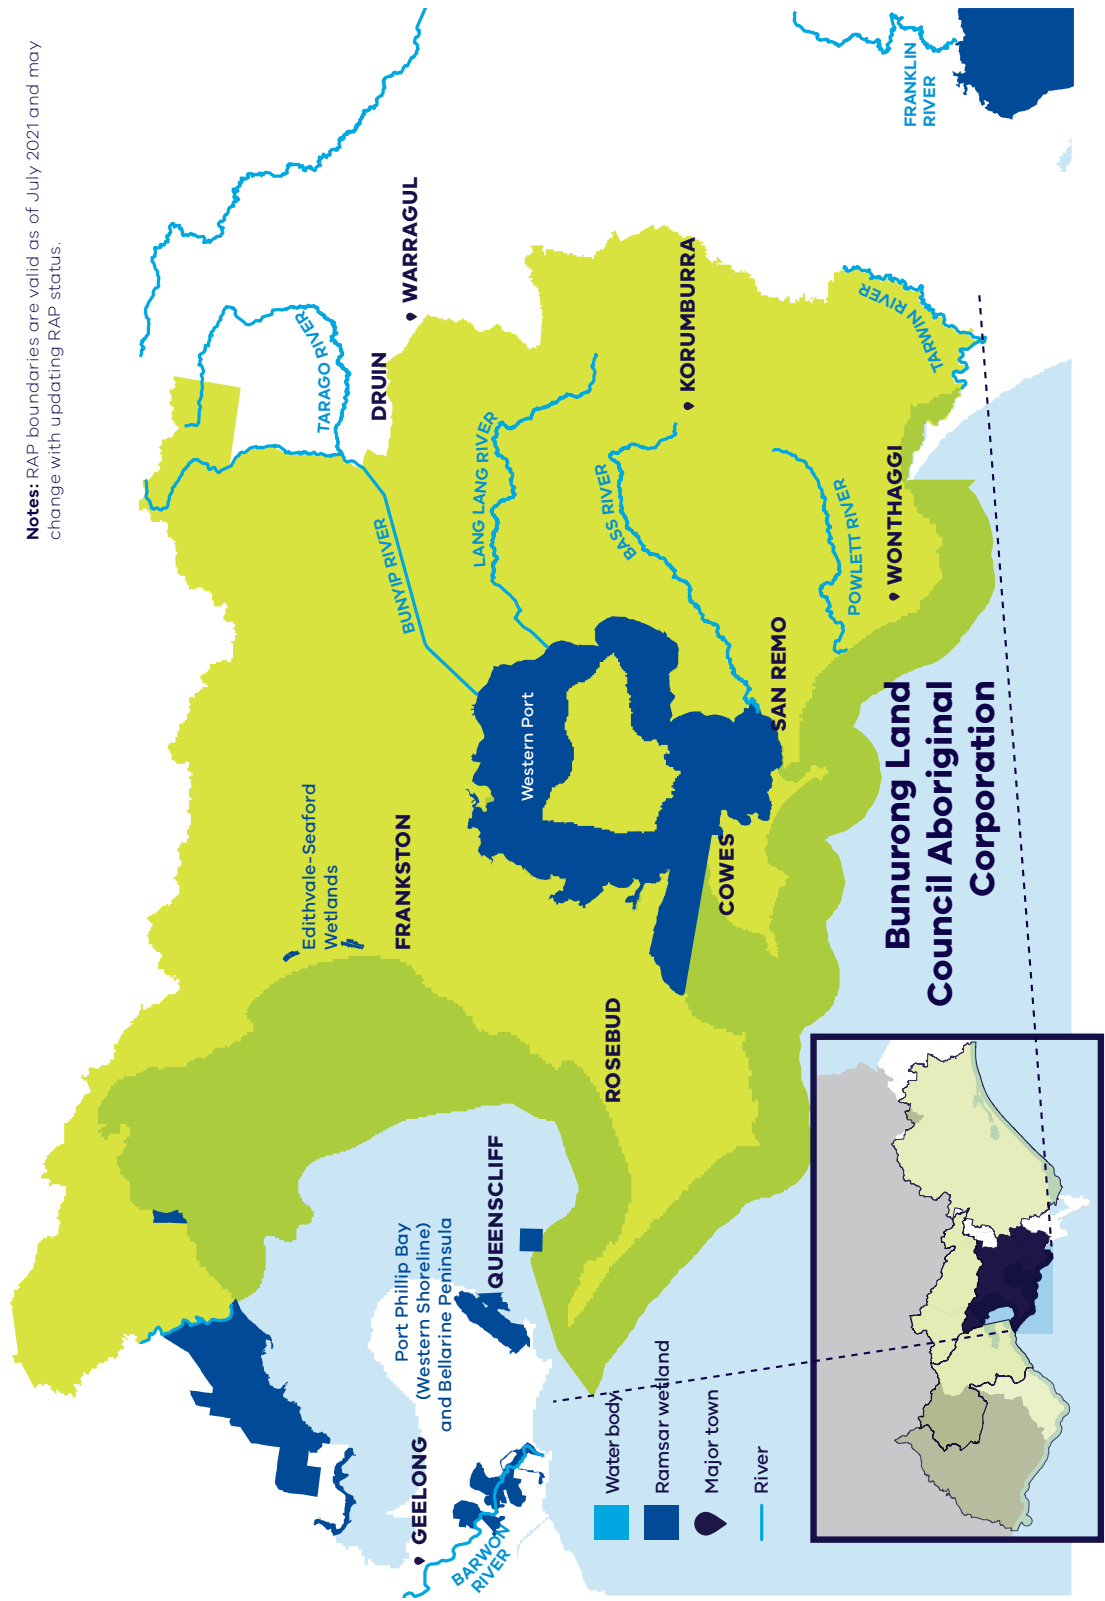 Notes: RAP boundaries are valid as of July 2021 and may
change with updating RAP status.
FRANKLIN
RIVER
WARRAGUL
TARAGO RIVER
DRUIN
KORUMBURRA
TARWIN RIVER
LANG LANG RIVER
BASS RIVER
BUNYIP RIVER
POWLETT RIVER
WONTHAGGI
SAN REMO
Western Port
Edithvale-Seaford
Wetlands
FRANKSTON
COWES
ROSEBUD
Bunurong Land
Council Aboriginal
Corporation
QUEENSCLIFF
Port Phillip Bay
(Western Shoreline)
and Bellarine Peninsula
GEELONG
BARWON
RIVER
Water body
Ramsar wetland
Major town
River